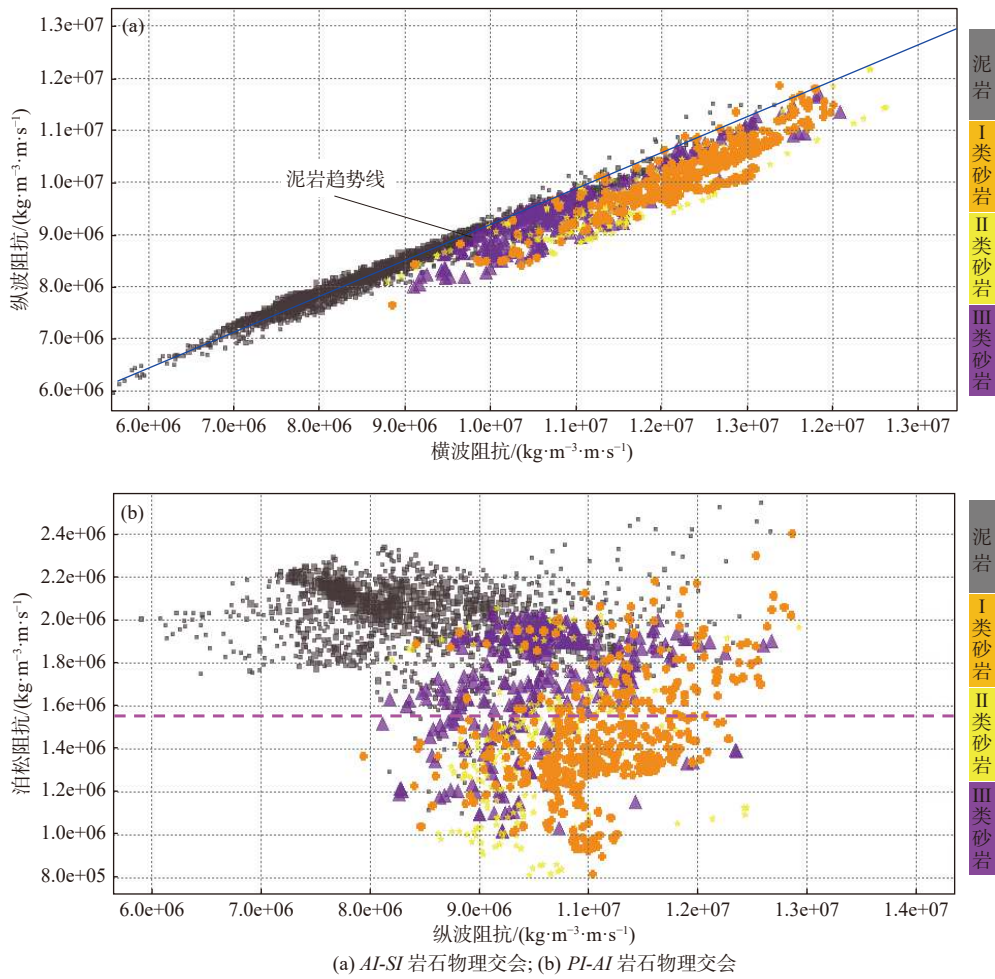 (a)
1.3e+07
1.2e+07
1.1e+07
1.0e+07
9.0e+06
8.0e+06
7.0e+06
6.0e+06
纵波阻抗/(kg·m⁻³·m·s⁻¹)
泥岩趋势线
6.0e+06 7.0e+06 8.0e+06 9.0e+06 1.0e+07 1.1e+07 1.2e+07 1.3e+07 1.2e+07 1.3e+07
横波阻抗/(kg·m⁻³·m·s⁻¹)
泥岩
I类砂岩
II类砂岩
III类砂岩
(b)
2.4e+06
2.2e+06
2.0e+06
1.8e+06
1.6e+06
1.4e+06
1.2e+06
1.0e+06
8.0e+05
泊松阻抗/(kg·m⁻³·m·s⁻¹)
6.0e+06 7.0e+06 8.0e+06 9.0e+06 1.1e+07 1.2e+07 1.3e+07 1.4e+07
纵波阻抗/(kg·m⁻³·m·s⁻¹)
泥岩
I类砂岩
II类砂岩
III类砂岩
(a) AI-SI 岩石物理交会; (b) PI-AI 岩石物理交会